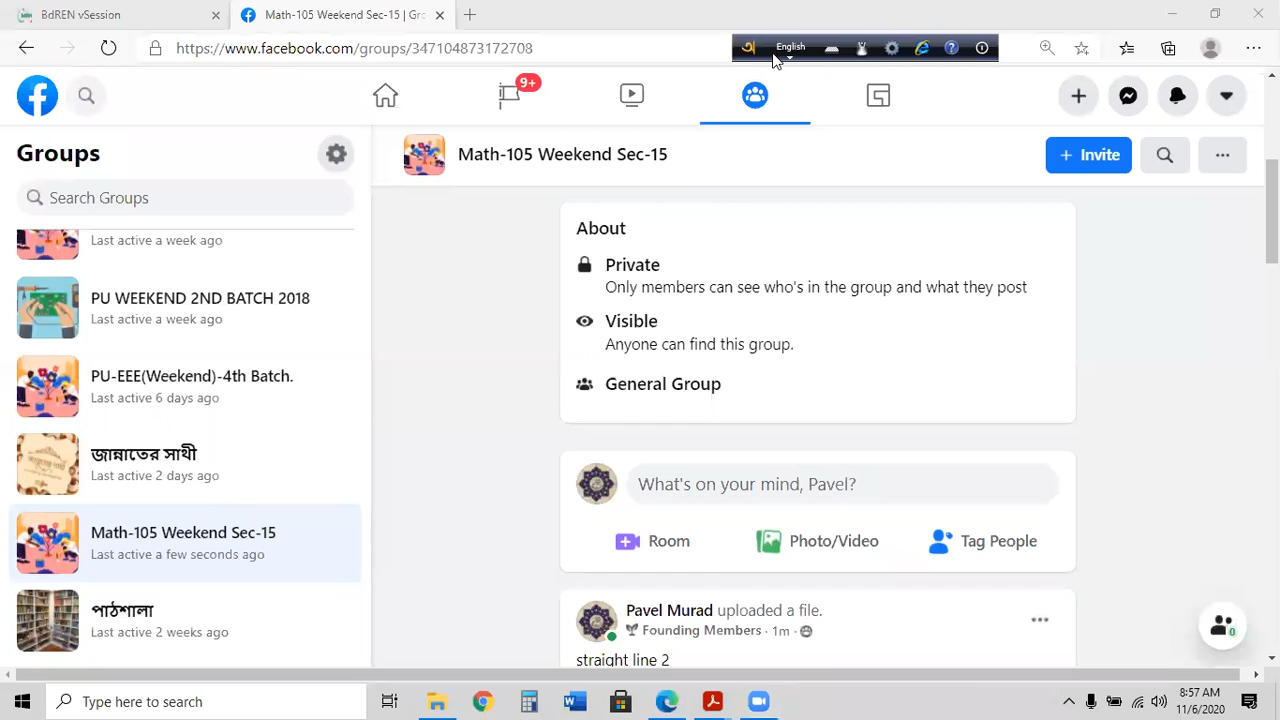 BdREN vSession
Math-105 Weekend Sec-15 | Gr
https://www.facebook.com/groups/347104873172708
অ English
9+
Groups
Math-105 Weekend Sec-15
+ Invite
Search Groups
Last active a week ago
PU WEEKEND 2ND BATCH 2018
Last active a week ago
PU-EEE(Weekend)-4th Batch.
Last active 6 days ago
জান্নাতের সাথী
Last active 2 days ago
Math-105 Weekend Sec-15
Last active a few seconds ago
পাঠশালা
Last active 2 weeks ago
About
Private
Only members can see who's in the group and what they post
Visible
Anyone can find this group.
General Group
What's on your mind, Pavel?
Room
Photo/Video
Tag People
Pavel Murad uploaded a file.
Founding Members · 1m ·
straight line 2
0
Type here to search
8:57 AM
11/6/2020